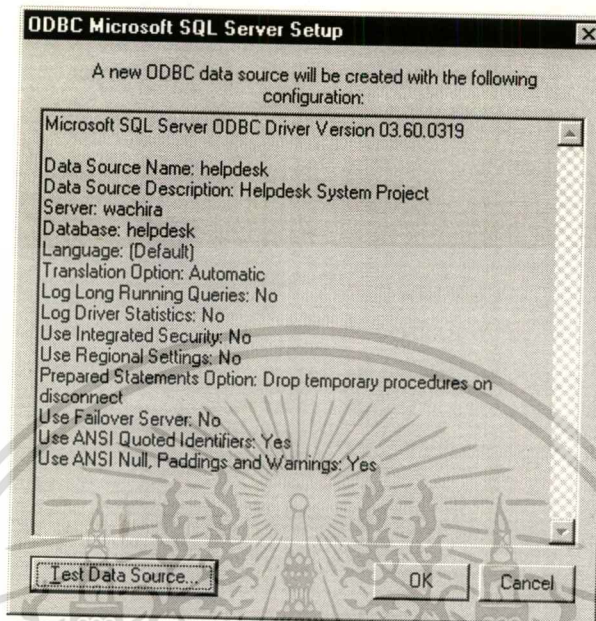 ODBC Microsoft SQL Server Setup
A new ODBC data source will be created with the following
configuration:
Microsoft SQL Server ODBC Driver Version 03.60.0319
Data Source Name: helpdesk
Data Source Description: Helpdesk System Project
Server: wachira
Database: helpdesk
Language: (Default)
Translation Option: Automatic
Log Long Running Queries: No
Log Driver Statistics: No
Use Integrated Security: No
Use Regional Settings: No
Prepared Statements Option: Drop temporary procedures on
disconnect
Use Failover Server: No
Use ANSI Quoted Identifiers: Yes
Use ANSI Null, Paddings and Warnings: Yes
Test Data Source...
OK
Cancel